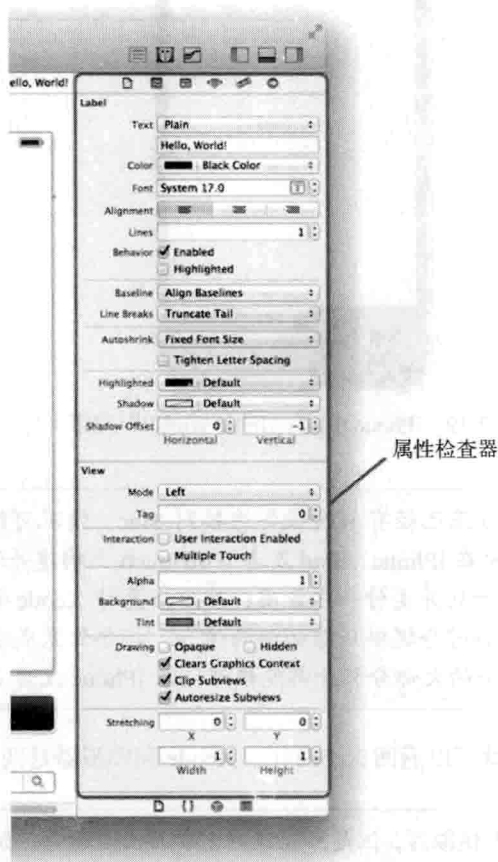 ello, World!
Label
Text Plain
Hello, World!
Color Black Color
Font System 17.0
Alignment
Lines 1
Behavior Enabled
Highlighted
Baseline Align Baselines
Line Breaks Truncate Tail
Autoshrink Fixed Font Size
Tighten Letter Spacing
Highlighted Default
Shadow Default
Shadow Offset 0 -1
Horizontal Vertical
属性检查器
View
Mode Left
Tag 0
Interaction User Interaction Enabled
Multiple Touch
Alpha 1
Background Default
Tint Default
Drawing Opaque Hidden
Clears Graphics Context
Clip Subviews
Autoresize Subviews
Stretching 0 0
X Y
1 1
Width Height